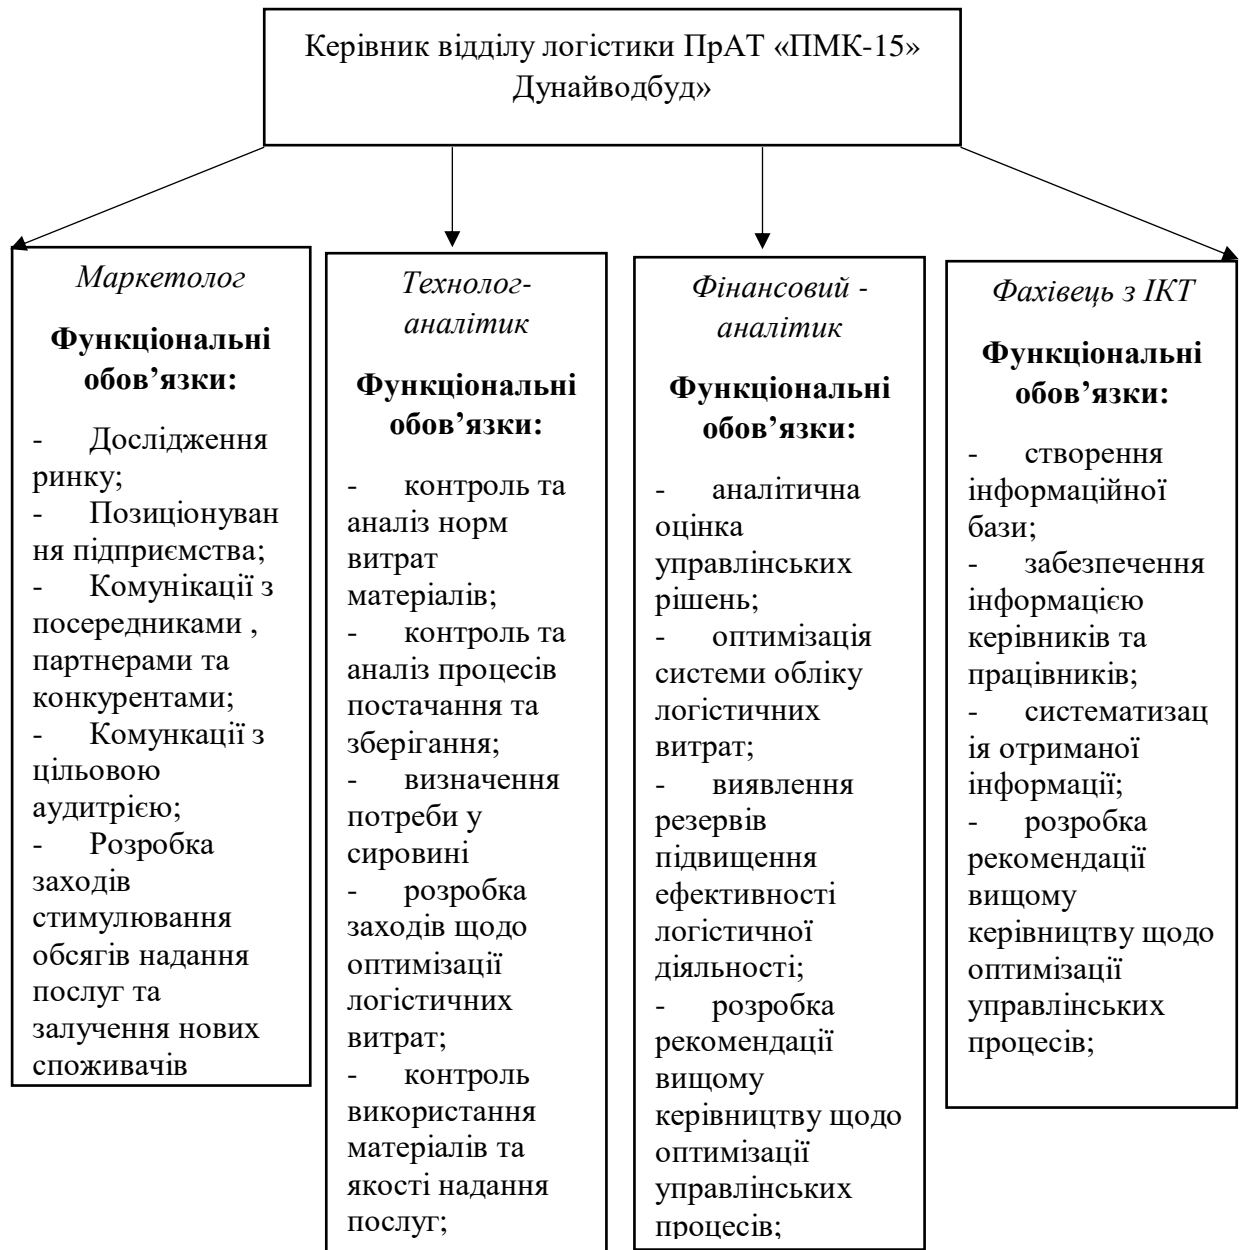 Керівник відділу логістики ПрАТ «ПМК-15»
Дунайводбуд»
Маркетолог
Функціональні
обов’язки:
- Дослідження
ринку;
- Позиціонуван
ня підприємства;
- Комунікації з
посередниками ,
партнерами та
конкурентами;
- Комункації з
цільовою
аудитрією;
- Розробка
заходів
стимулювання
обсягів надання
послуг та
залучення нових
споживачів
Технолог-
аналітик
Функціональні
обов’язки:
- контроль та
аналіз норм
витрат
матеріалів;
- контроль та
аналіз процесів
постачання та
зберігання;
- визначення
потреби у
сировині
- розробка
заходів щодо
оптимізації
логістичних
витрат;
- контроль
використання
матеріалів та
якості надання
послуг;
Фінансовий -
аналітик
Функціональні
обов’язки:
- аналітична
оцінка
управлінських
рішень;
- оптимізація
системи обліку
логістичних
витрат;
- виявлення
резервів
підвищення
ефективності
логістичної
діяльності;
- розробка
рекомендації
вищому
керівництву щодо
оптимізації
управлінських
процесів;
Фахівець з ІКТ
Функціональні
обов’язки:
- створення
інформаційної
бази;
- забезпечення
інформацією
керівників та
працівників;
- систематизац
ія отриманої
інформації;
- розробка
рекомендації
вищому
керівництву щодо
оптимізації
управлінських
процесів;